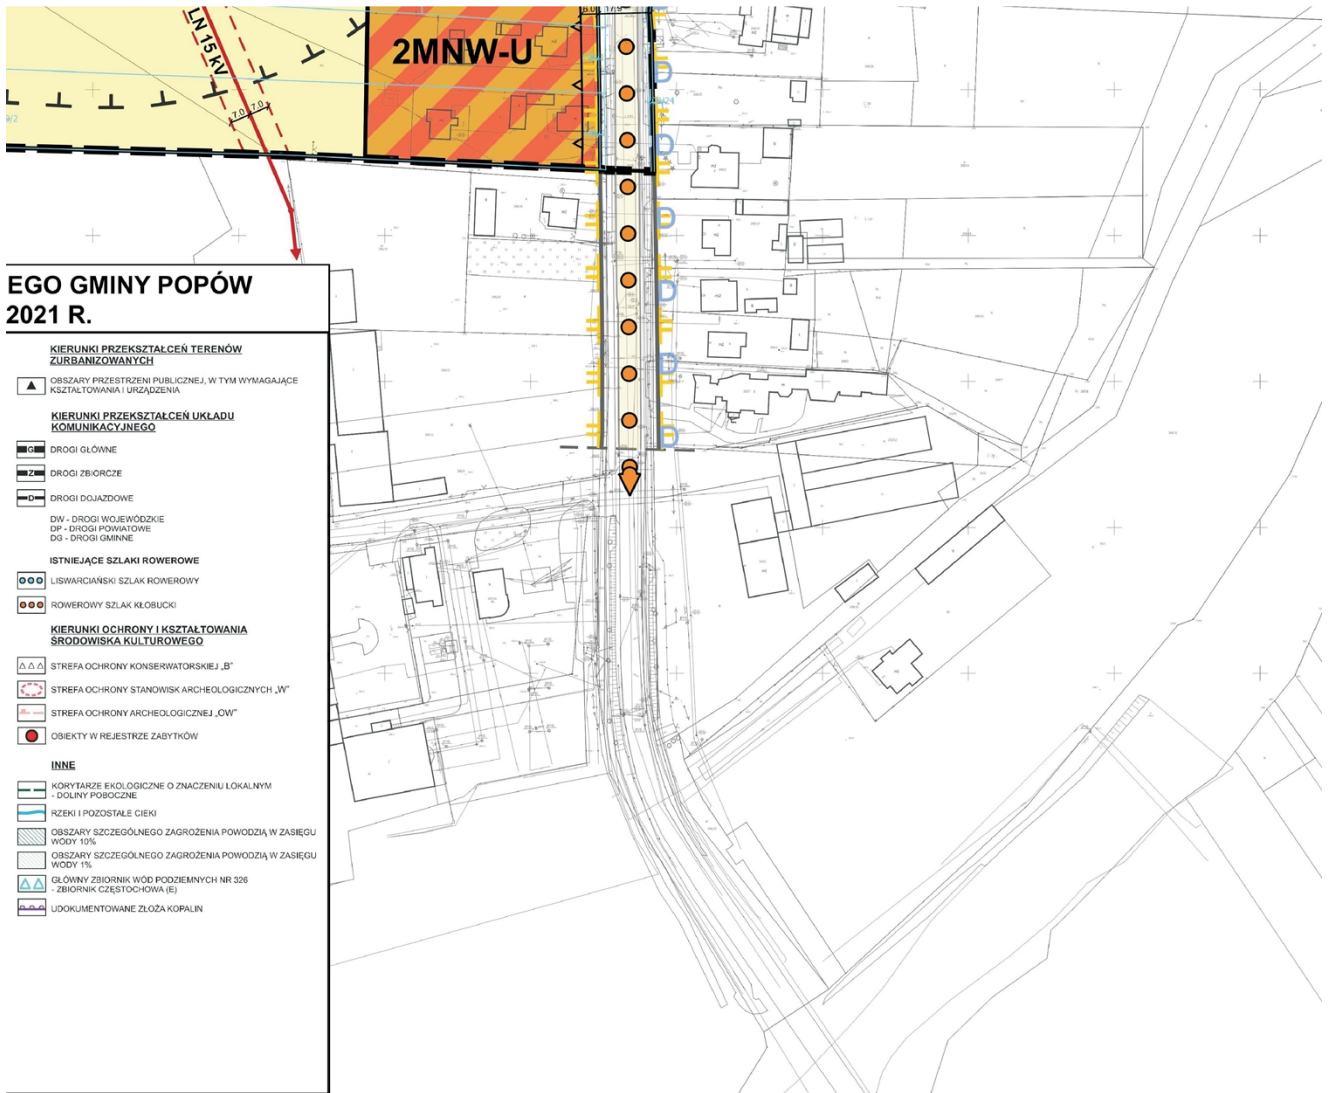 LN 15 kV
7.0 7.0
2MNW-U
D
D
D
D
D
D
EGO GMINY POPÓW
2021 R.
KIERUNKI PRZEKSZTAŁCEŃ TERENÓW
ZURBANIZOWANYCH
OBSZARY PRZESTRZENI PUBLICZNEJ, W TYM WYMAGAJĄCE
KSZTAŁTOWANIA I URZĄDZENIA
KIERUNKI PRZEKSZTAŁCEŃ UKŁADU
KOMUNIKACYJNEGO
G DROGI GŁÓWNE
Z DROGI ZBIORCZE
D DROGI DOJAZDOWE
DW - DROGI WOJEWÓDZKIE
DP - DROGI POWIATOWE
DG - DROGI GMINNE
ISTNIEJĄCE SZLAKI ROWEROWE
LISWARCIAŃSKI SZLAK ROWEROWY
ROWEROWY SZLAK KŁOBUCKI
KIERUNKI OCHRONY I KSZTAŁTOWANIA
ŚRODOWISKA KULTUROWEGO
STREFA OCHRONY KONSERWATORSKIEJ „B"
STREFA OCHRONY STANOWISK ARCHEOLOGICZNYCH „W"
STREFA OCHRONY ARCHEOLOGICZNEJ „OW"
OBIEKTY W REJESTRZE ZABYTKÓW
INNE
KORYTARZE EKOLOGICZNE O ZNACZENIU LOKALNYM
- DOLINY POBOCZNE
RZEKI I POZOSTAŁE CIEKI
OBSZARY SZCZEGÓLNEGO ZAGROŻENIA POWODZIĄ W ZASIĘGU
WODY 10%
OBSZARY SZCZEGÓLNEGO ZAGROŻENIA POWODZIĄ W ZASIĘGU
WODY 1%
GŁÓWNY ZBIORNIK WÓD PODZIEMNYCH NR 326
- ZBIORNIK CZĘSTOCHOWA (E)
UDOKUMENTOWANE ZŁOŻA KOPALIN